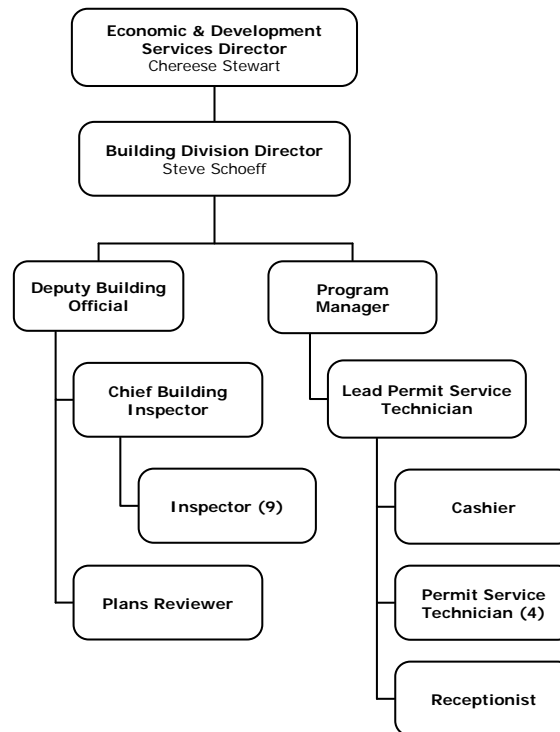 Economic & Development
Services Director
Chereese Stewart
Building Division Director
Steve Schoeff
Deputy Building
Official
Program
Manager
Chief Building
Inspector
Lead Permit Service
Technician
Inspector (9)
Cashier
Plans Reviewer
Permit Service
Technician (4)
Receptionist